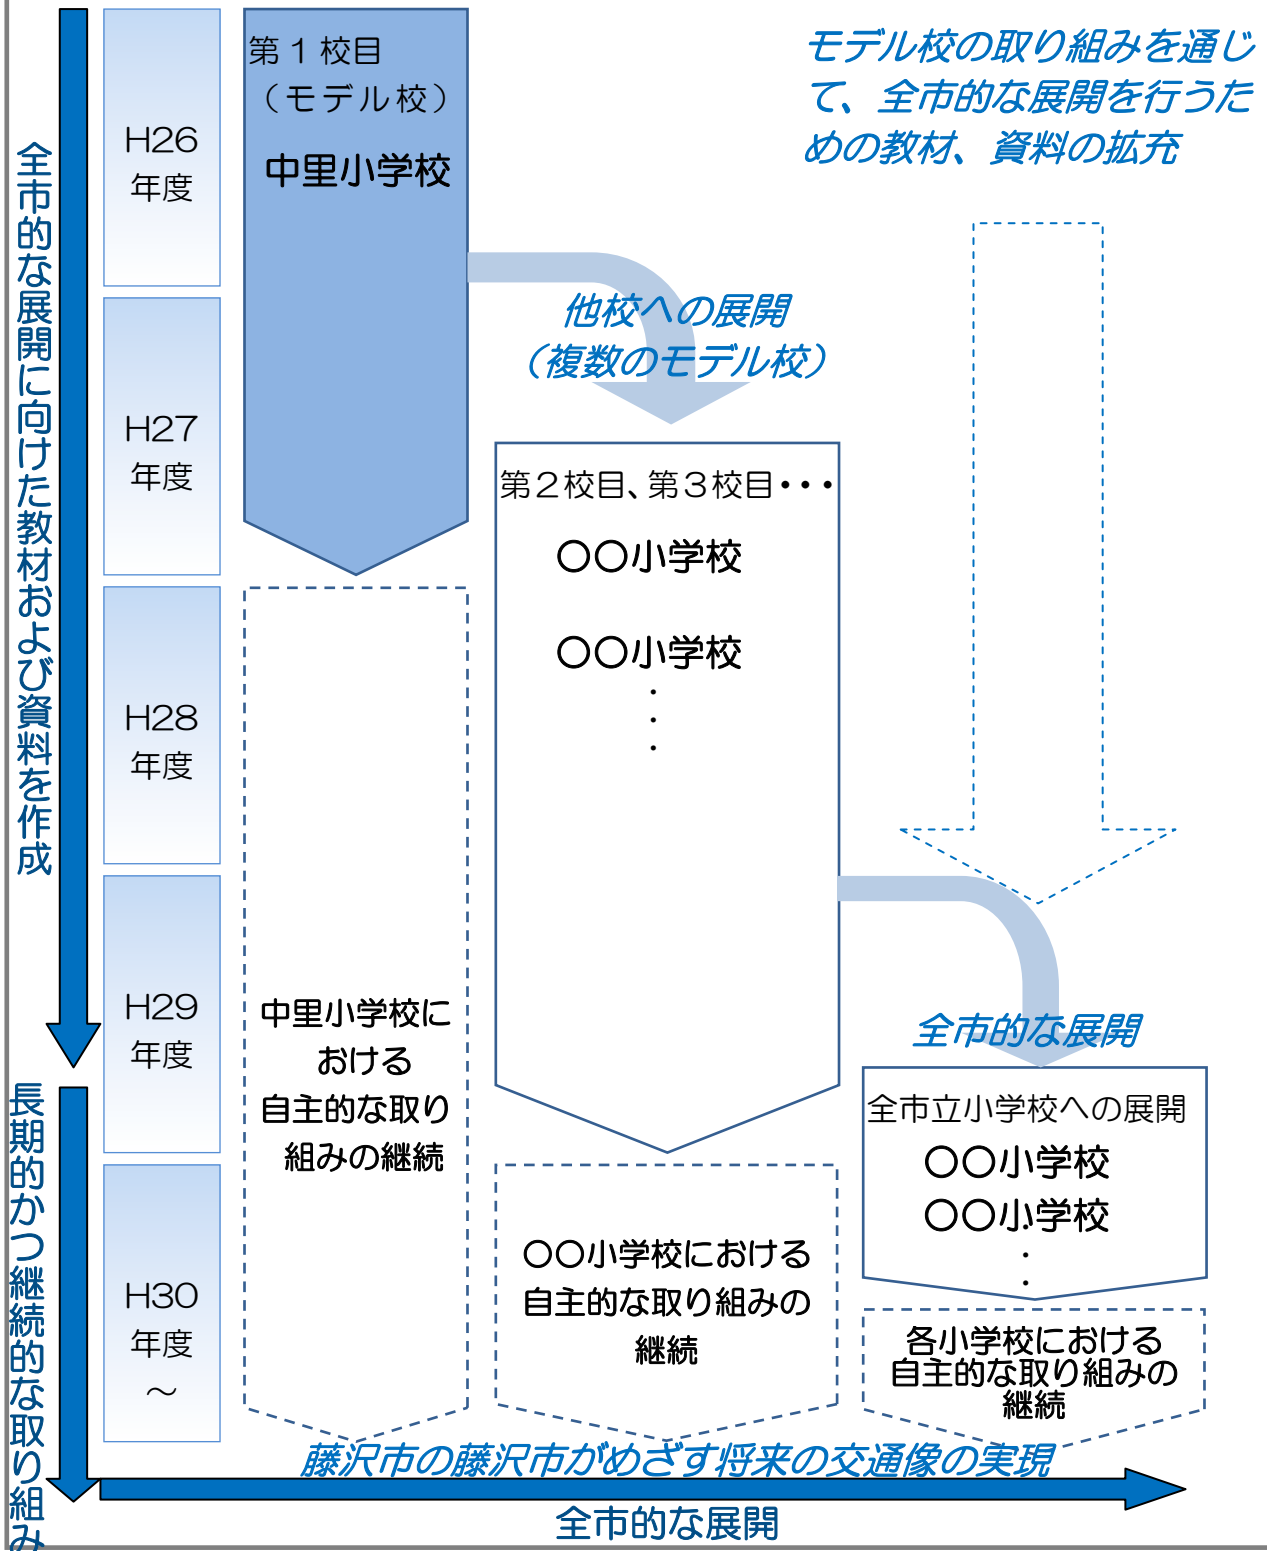 全市的な展開に向けた教材および資料を作成
長期的かつ継続的な取り組み
H26
年度
H27
年度
H28
年度
H29
年度
H30
年度
～
第1校目
（モデル校）
中里小学校
モデル校の取り組みを通じ
て、全市的な展開を行うた
めの教材、資料の拡充
他校への展開
（複数のモデル校）
第２校目、第３校目・・・
〇〇小学校
〇〇小学校
・
・
・
中里小学校に
おける
自主的な取り
組みの継続
全市的な展開
全市立小学校への展開
〇〇小学校
〇〇小学校
・
・
〇〇小学校における
自主的な取り組みの
継続
各小学校における
自主的な取り組みの
継続
藤沢市の藤沢市がめざす将来の交通像の実現
全市的な展開